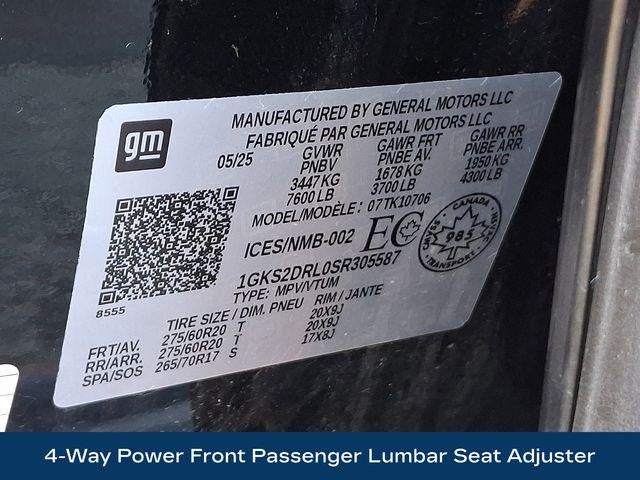 gm
MANUFACTURED BY GENERAL MOTORS LLC
FABRIQUÉ PAR GENERAL MOTORS LLC
05/25 GVWR GAWR FRT GAWR RR
PNBV PNBE AV. PNBE ARR.
3447 KG 1678 KG 1950 KG
7600 LB 3700 LB 4300 LB
MODEL/MODÈLE: 07TK10706
ICES/NMB-002 EC
CANADA
985
TRANSPORT
1GKS2DRL0SR305587
TYPE: MPV/VTUM
8555
TIRE SIZE / DIM. PNEU RIM / JANTE
FRT/AV. 275/60R20 T 20X9J
RR/ARR. 275/60R20 T 20X9J
SPA/SOS 265/70R17 S 17X8J
4-Way Power Front Passenger Lumbar Seat Adjuster